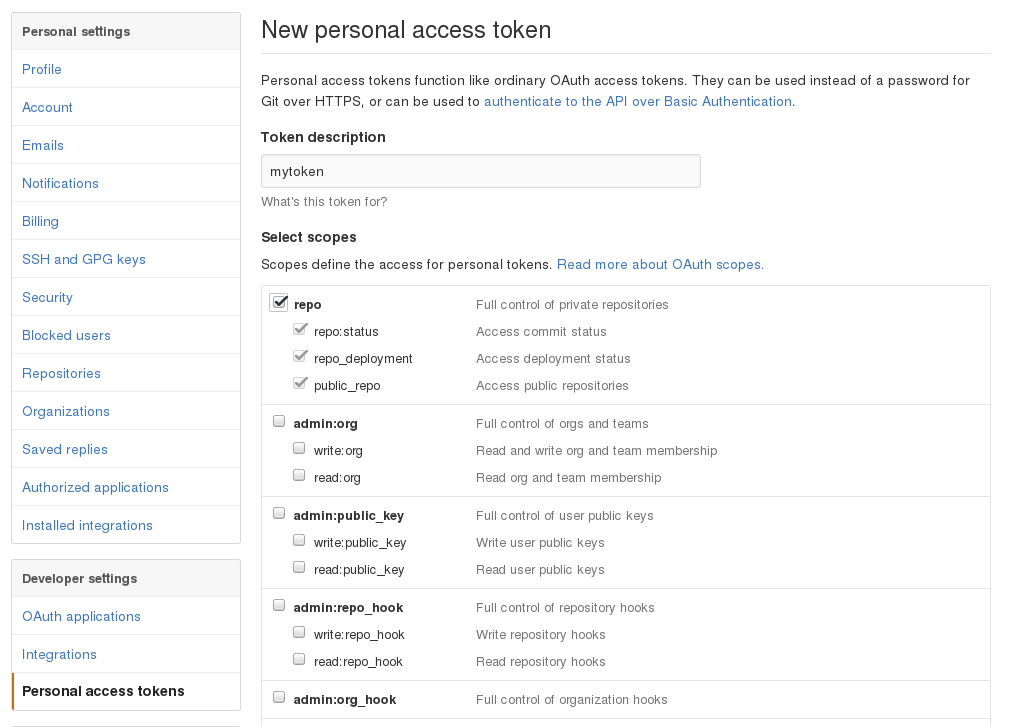 Personal settings
Profile
Account
Emails
Notifications
Billing
SSH and GPG keys
Security
Blocked users
Repositories
Organizations
Saved replies
Authorized applications
Installed integrations
Developer settings
OAuth applications
Integrations
Personal access tokens
New personal access token
Personal access tokens function like ordinary OAuth access tokens. They can be used instead of a password for
Git over HTTPS, or can be used to authenticate to the API over Basic Authentication.
Token description
mytoken
What's this token for?
Select scopes
Scopes define the access for personal tokens. Read more about OAuth scopes.
repo Full control of private repositories
repo:status Access commit status
repo_deployment Access deployment status
public_repo Access public repositories
admin:org Full control of orgs and teams
write:org Read and write org and team membership
read:org Read org and team membership
admin:public_key Full control of user public keys
write:public_key Write user public keys
read:public_key Read user public keys
admin:repo_hook Full control of repository hooks
write:repo_hook Write repository hooks
read:repo_hook Read repository hooks
admin:org_hook Full control of organization hooks